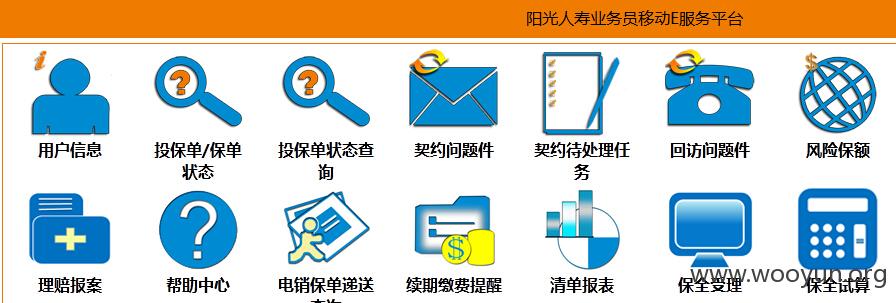 阳光人寿业务员移动E服务平台
用户信息
投保单/保单
状态
投保单状态查
询
契约问题件
契约待处理任
务
回访问题件
风险保额
理赔报案
帮助中心
电销保单递送
查询
续期缴费提醒
清单报表
保全受理
保全试算
www.wooyun.org